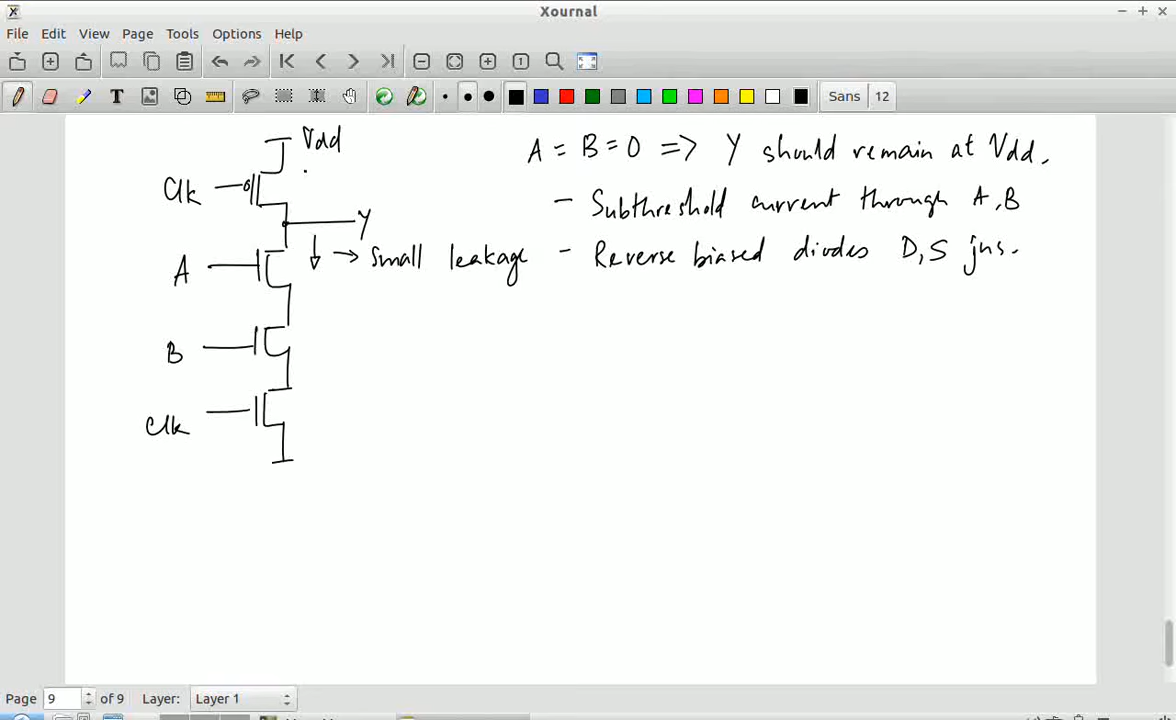 Xournal
File Edit View Page Tools Options Help
Sans 12
Vdd
Clk
Y
A
B
Clk
→ Small leakage
A = B = 0 => Y should remain at Vdd.
- Subthreshold current through A, B
- Reverse biased diodes D, S jns.
Page 9 of 9 Layer: Layer 1